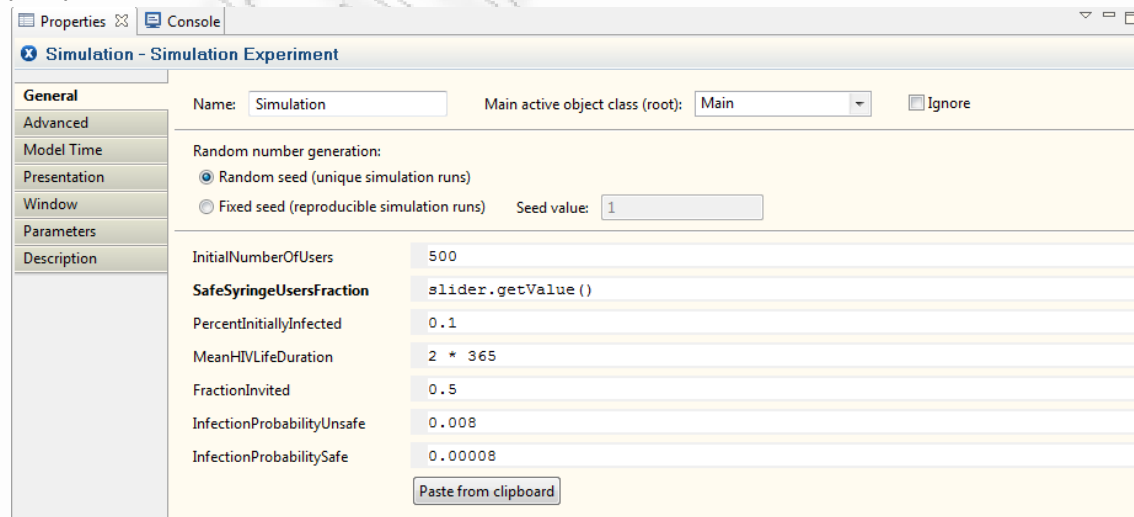 Properties Console
Simulation - Simulation Experiment
General
Advanced
Model Time
Presentation
Window
Parameters
Description
Name: Simulation Main active object class (root): Main Ignore
Random number generation:
Random seed (unique simulation runs)
Fixed seed (reproducible simulation runs) Seed value: 1
InitialNumberOfUsers 500
SafeSyringeUsersFraction slider.getValue()
PercentInitiallyInfected 0.1
MeanHIVLifeDuration 2 * 365
FractionInvited 0.5
InfectionProbabilityUnsafe 0.008
InfectionProbabilitySafe 0.00008
Paste from clipboard